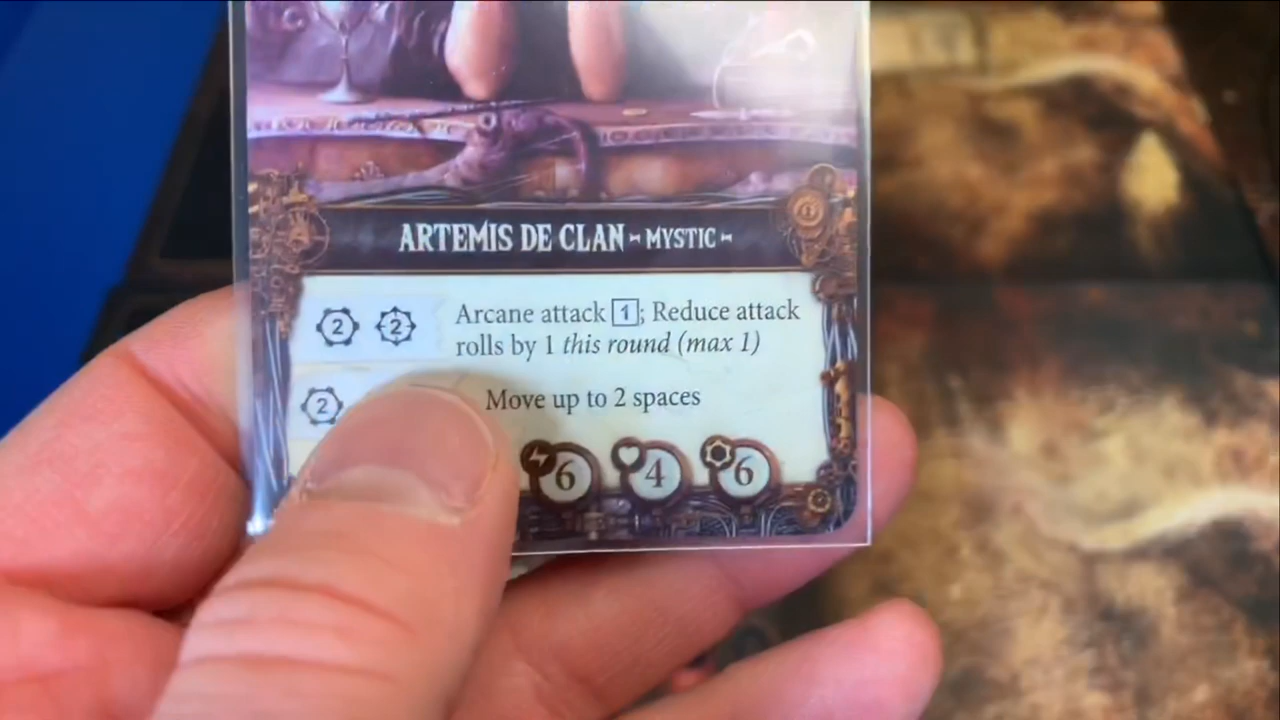 ARTEMIS DE CLAN - MYSTIC -
2 2 Arcane attack 1; Reduce attack
rolls by 1 this round (max 1)
2 Move up to 2 spaces
6 4 6